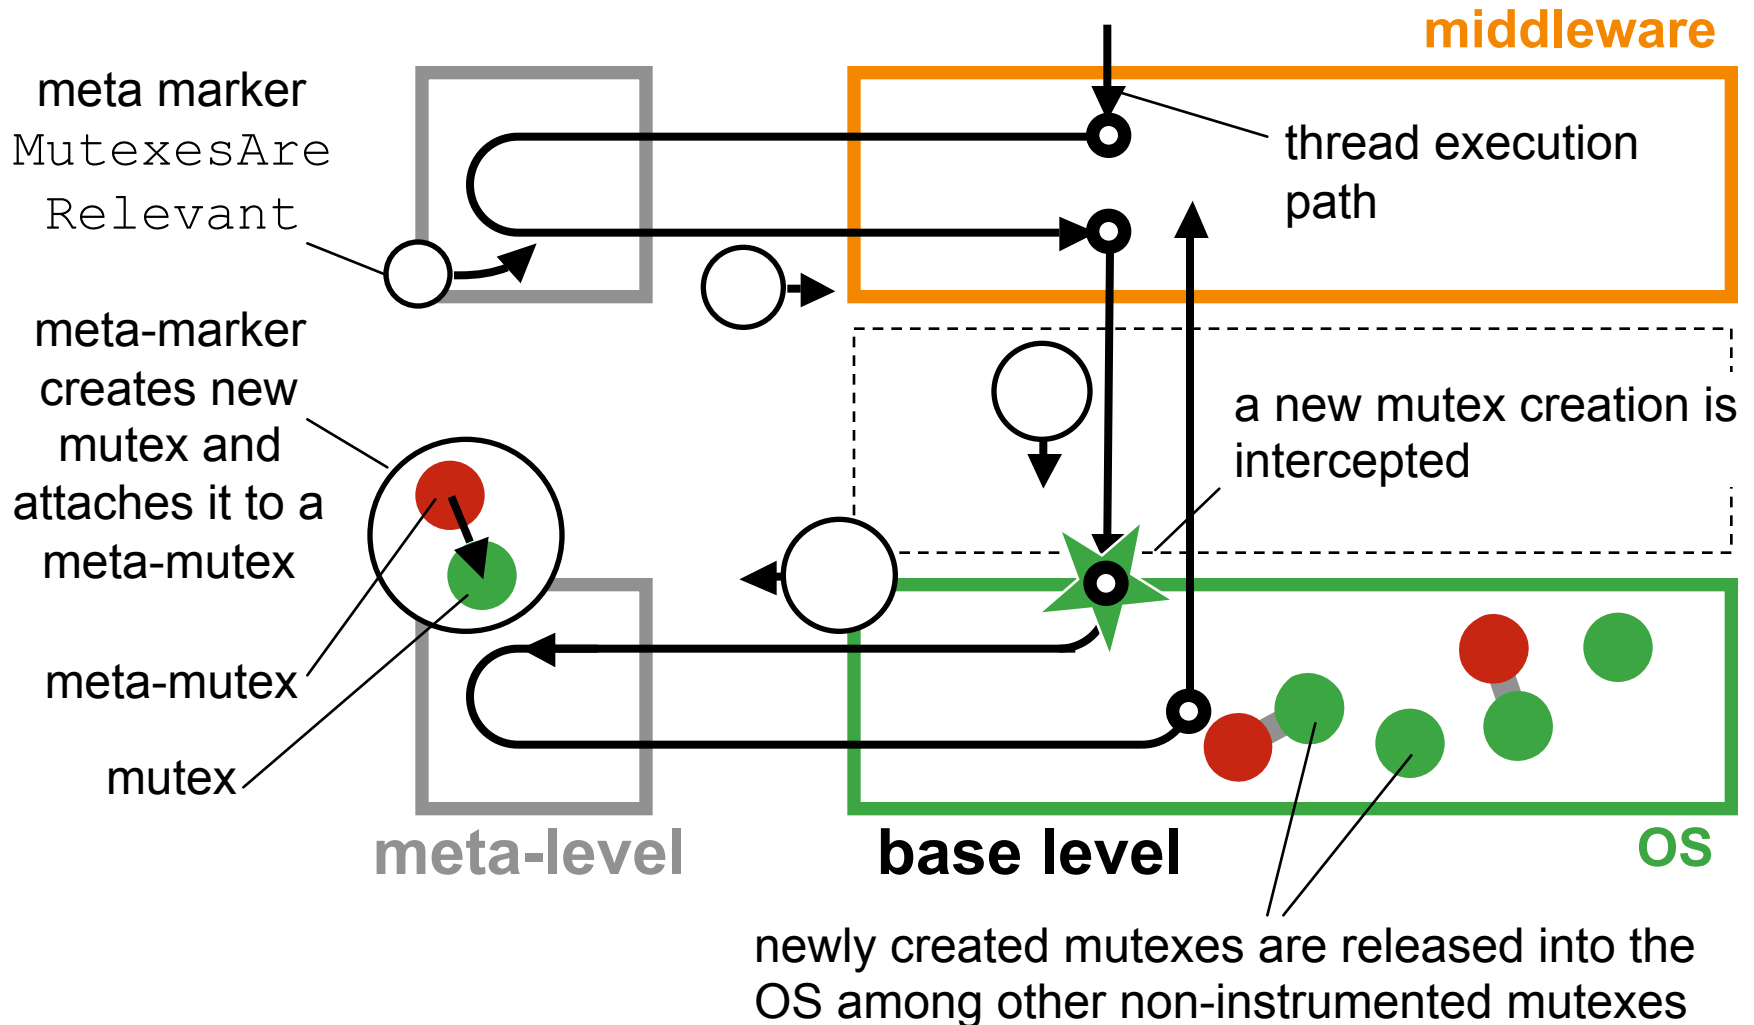 middleware
meta marker
MutexesAre
Relevant
thread execution
path
meta-marker
creates new
mutex and
attaches it to a
meta-mutex
a new mutex creation is
intercepted
meta-mutex
mutex
meta-level
base level
OS
newly created mutexes are released into the
OS among other non-instrumented mutexes